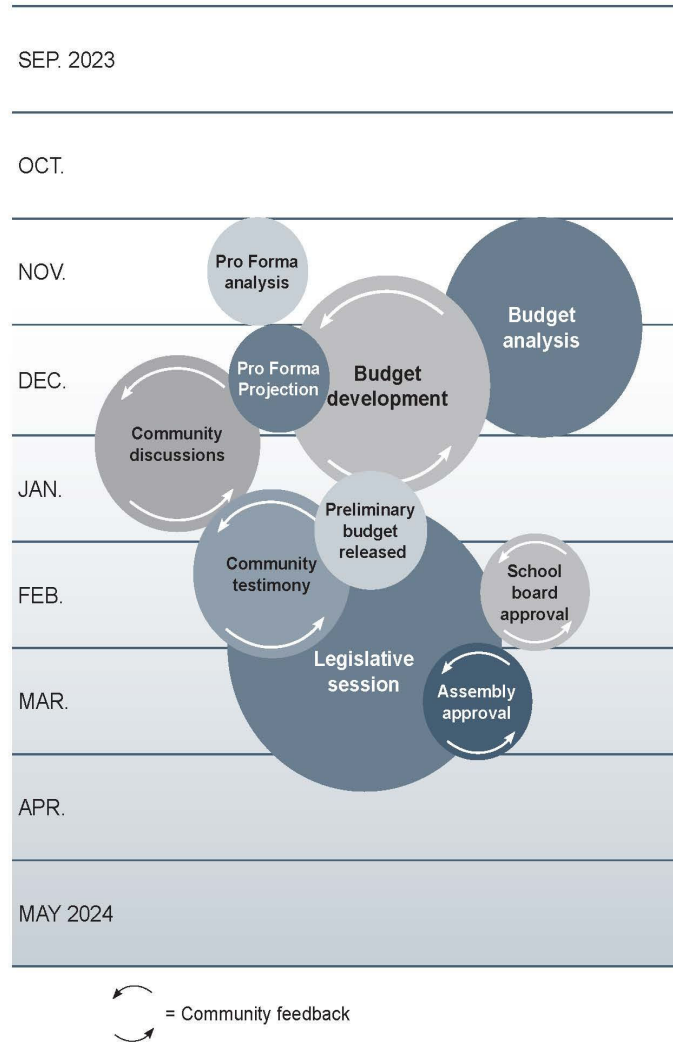 SEP. 2023
OCT.
NOV.
Pro Forma
analysis
Budget
analysis
DEC.
Pro Forma
Projection
Budget
development
Community
discussions
JAN.
Preliminary
budget
released
Community
testimony
FEB.
School
board
approval
Legislative
session
MAR.
Assembly
approval
APR.
MAY 2024
= Community feedback